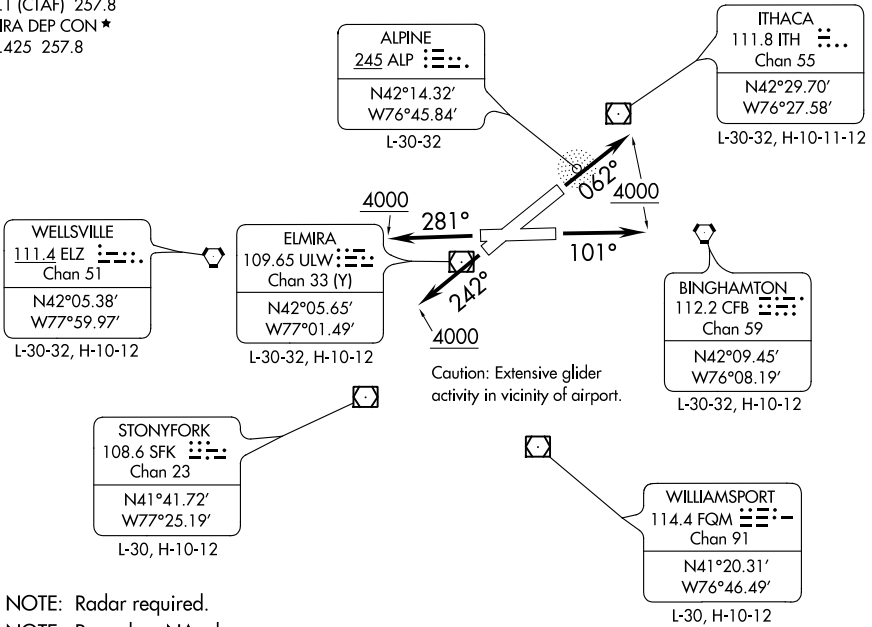 (CTAF) 257.8
DEP CON ★
.425 257.8
ALPINE
245 ALP
N42°14.32’
W76°45.84’
L-30-32
ITHACA
111.8 ITH
Chan 55
N42°29.70’
W76°27.58’
L-30-32, H-10-11-12
062°
4000
4000
281°
101°
WELLSVILLE
111.4 ELZ
Chan 51
N42°05.38’
W77°59.97’
L-30-32, H-10-12
ELMIRA
109.65 ULW
Chan 33 (Y)
N42°05.65’
W77°01.49’
L-30-32, H-10-12
242°
4000
BINGHAMTON
112.2 CFB
Chan 59
N42°09.45’
W76°08.19’
L-30-32, H-10-12
Caution: Extensive glider
activity in vicinity of airport.
STONYFORK
108.6 SFK
Chan 23
N41°41.72’
W77°25.19’
L-30, H-10-12
WILLIAMSPORT
114.4 FQM
Chan 91
N41°20.31’
W76°46.49’
L-30, H-10-12
NOTE: Radar required.